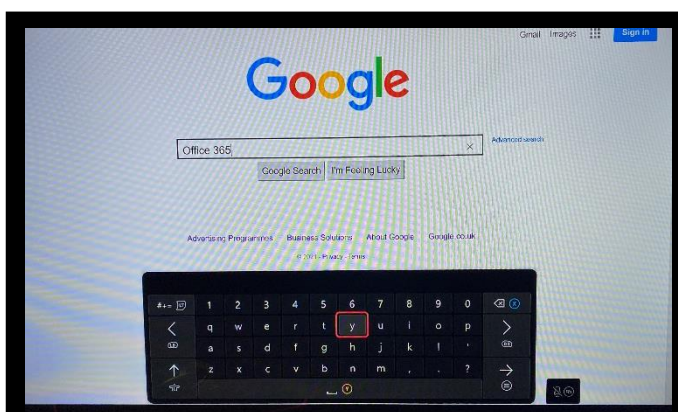 Gmail Images Sign in
Google
Office 365
Advanced search
Google Search I'm Feeling Lucky
Advertising Programmes Business Solutions About Google Google.co.uk
© 2021 - Privacy - Terms
#+= 1 2 3 4 5 6 7 8 9 0
q w e r t y u i o p
a s d f g h j k l '
z x c v b n m , . ?